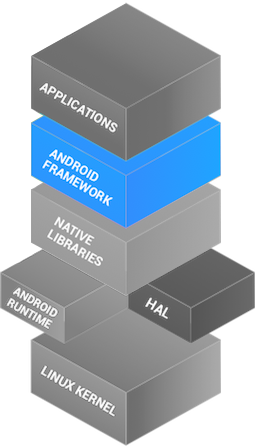 APPLICATIONS
ANDROID
FRAMEWORK
NATIVE
LIBRARIES
ANDROID
RUNTIME
HAL
LINUX KERNEL